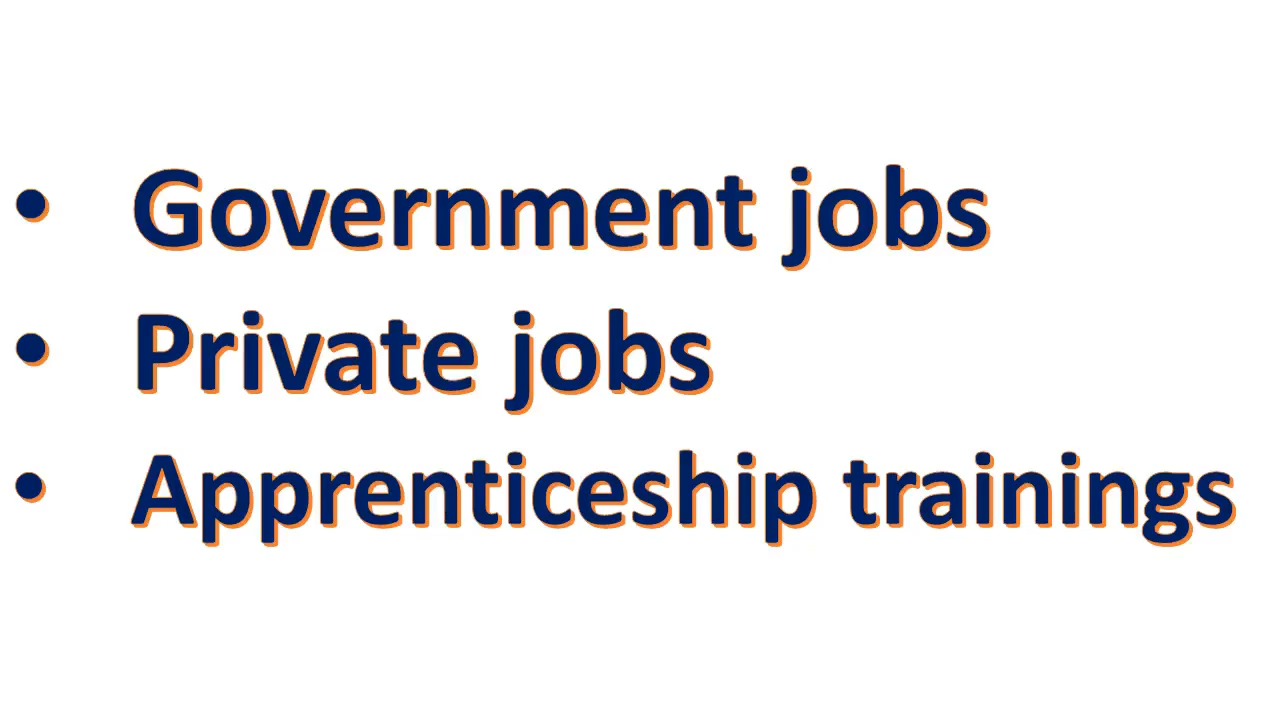 • Government jobs
• Private jobs
• Apprenticeship trainings